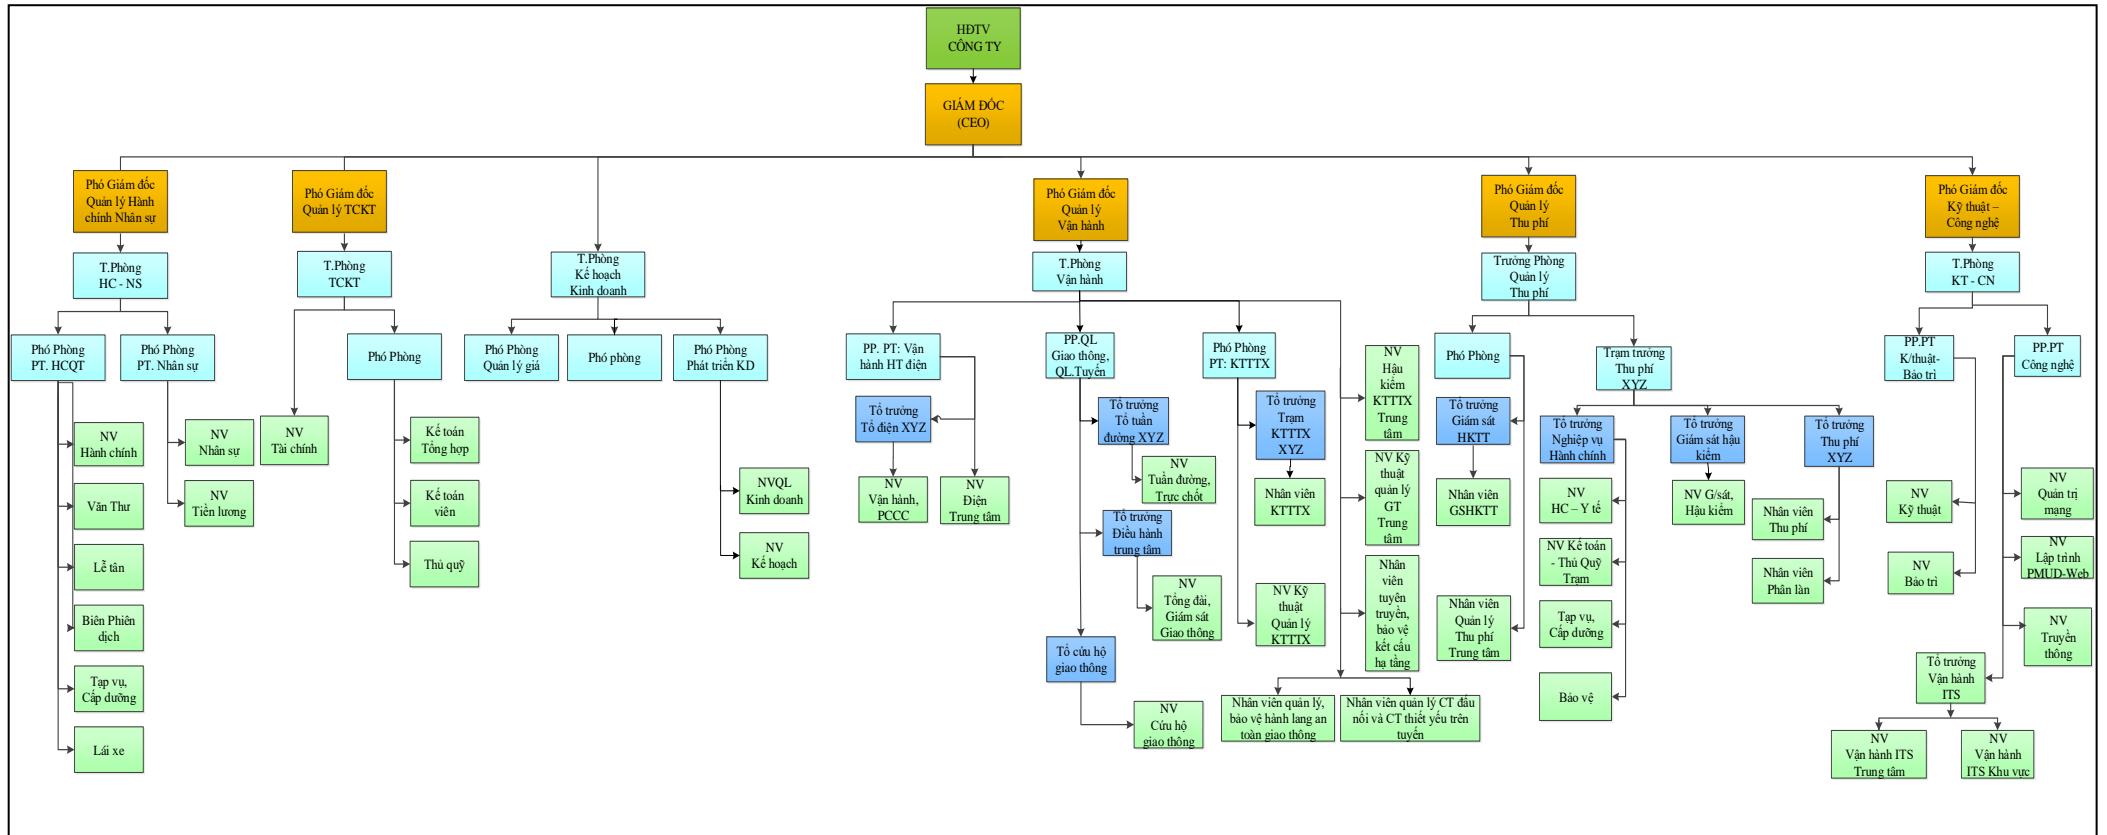 HĐTV
CÔNG TY
GIÁM ĐỐC
(CEO)
Phó Giám đốc
Quản lý Hành
chính Nhân sự
Phó Giám đốc
Quản lý TCKT
Phó Giám đốc
Quản lý
Vận hành
Phó Giám đốc
Quản lý
Thu phí
Phó Giám đốc
Kỹ thuật –
Công nghệ
T.Phòng
HC - NS
T.Phòng
TCKT
T.Phòng
Kế hoạch
Kinh doanh
T.Phòng
Vận hành
Trưởng Phòng
Quản lý
Thu phí
T.Phòng
KT - CN
Phó Phòng
PT. HCQT
Phó Phòng
PT. Nhân sự
Phó Phòng
Phó Phòng
Quản lý giá
Phó phòng
Phó Phòng
Phát triển KD
PP. PT: Vận
hành HT điện
PP.QL
Giao thông,
QL.Tuyến
Phó Phòng
PT: KTTTX
NV
Hậu
kiểm
KTTTX
Trung
tâm
Phó Phòng
Trạm trưởng
Thu phí
XYZ
PP.PT
K/thuật-
Bảo trì
PP.PT
Công nghệ
NV
Hành chính
Văn Thư
Lễ tân
Biên Phiên
dịch
Tạp vụ,
Cấp dưỡng
Lái xe
NV
Nhân sự
NV
Tiền lương
NV
Tài chính
Kế toán
Tổng hợp
Kế toán
viên
Thủ quỹ
NVQL
Kinh doanh
NV
Kế hoạch
Tổ trưởng
Tổ điện XYZ
NV
Vận hành,
PCCC
NV
Điện
Trung tâm
Tổ trưởng
Tổ tuần
đường XYZ
NV
Tuần đường,
Trực chốt
Tổ trưởng
Điều hành
trung tâm
NV
Tổng đài,
Giám sát
Giao thông
Tổ cứu hộ
giao thông
NV
Cứu hộ
giao thông
Tổ trưởng
Trạm
KTTTX
XYZ
Nhân viên
KTTTX
NV Kỹ
thuật
Quản lý
KTTTX
NV Kỹ
thuật
quản lý
GT
Trung
tâm
Nhân
viên
tuyên
truyền,
bảo vệ
kết cấu
hạ tầng
Nhân viên quản lý,
bảo vệ hành lang an
toàn giao thông
Nhân viên quản lý CT đấu
nối và CT thiết yếu trên
tuyến
Tổ trưởng
Giám sát
HKTT
Nhân viên
GSHKTT
Nhân viên
Quản lý
Thu phí
Trung tâm
Tổ trưởng
Nghiệp vụ
Hành chính
NV
HC – Y tế
NV Kế toán
- Thủ Quỹ
Trạm
Tạp vụ,
Cấp dưỡng
Bảo vệ
Tổ trưởng
Giám sát hậu
kiểm
NV G/sát,
Hậu kiểm
Tổ trưởng
Thu phí
XYZ
Nhân viên
Thu phí
Nhân viên
Phân làn
NV
Kỹ thuật
NV
Bảo trì
NV
Quản trị
mạng
NV
Lập trình
PMUD-Web
NV
Truyền
thông
Tổ trưởng
Vận hành
ITS
NV
Vận hành ITS
Trung tâm
NV
Vận hành
ITS Khu vực